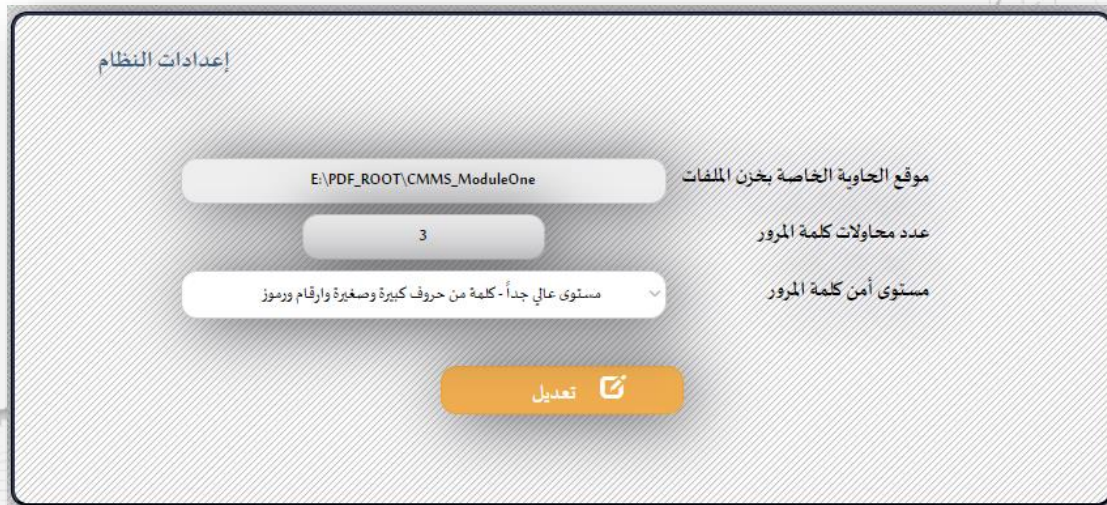 إعدادات النظام
موقع الحاوية الخاصة بخزن الملفات E:\PDF_ROOT\CMMS_ModuleOne
عدد محاولات كلمة المرور 3
مستوى أمن كلمة المرور مستوى عالي جداً - كلمة من حروف كبيرة وصغيرة وارقام ورموز
تعديل